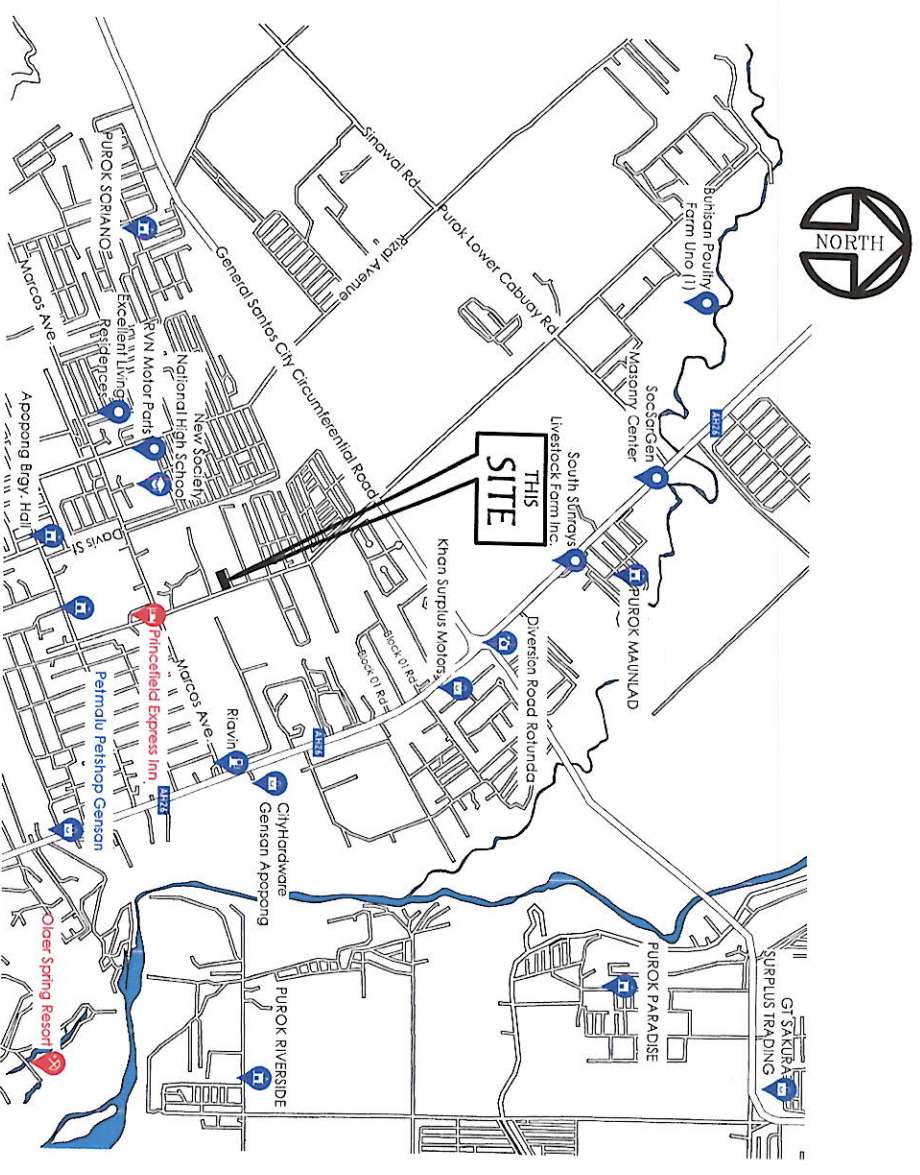 NORTH
Buhisan Poultry
Farm Uno (1)
Sinawal Rd
Purok Lower Cabuay Rd
Rizal Avenue
SocSarGen
Masonry Center
AH26
THIS
SITE
South Sunrays
Livestock Farm Inc.
PUROK MAUNLAD
PUROK SORIANO
General Santos City Circumferential Road
Marcos Ave.
Excellent Living
Residences
RVN Motor Parts
New Society
National High School
Apopong Brgy. Hall
Davis St
Khan Surplus Motors
Diversion Road Rotunda
Block 01 Rd
Block 01 Rd
Princefield Express Inn
Marcos Ave.
Riavin
AH26
CityHardware
Gensan Apopong
AH26
Petmalu Petshop Gensan
Olaer Spring Resort
PUROK PARADISE
PUROK RIVERSIDE
GT SAKURA
SURPLUS TRADING